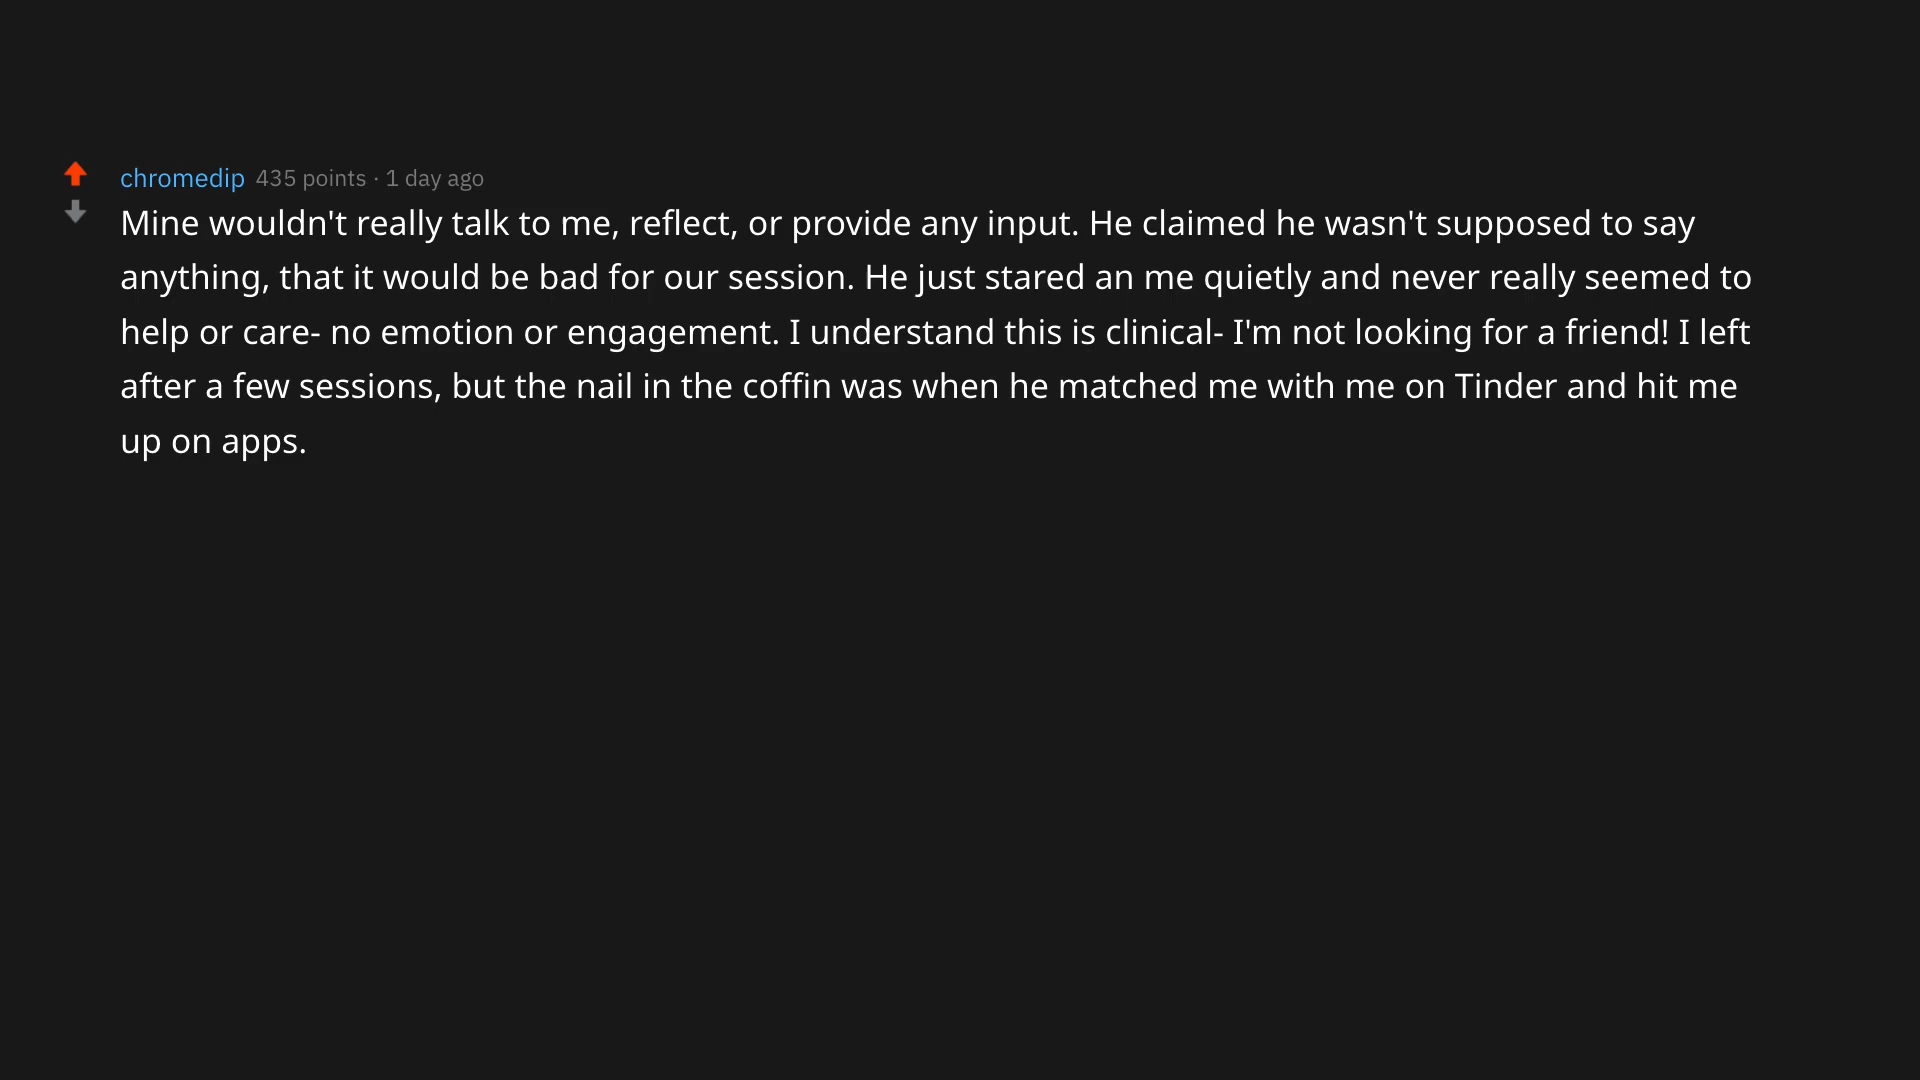 chromedip 435 points · 1 day ago
Mine wouldn't really talk to me, reflect, or provide any input. He claimed he wasn't supposed to say
anything, that it would be bad for our session. He just stared an me quietly and never really seemed to
help or care- no emotion or engagement. I understand this is clinical- I'm not looking for a friend! I left
after a few sessions, but the nail in the coffin was when he matched me with me on Tinder and hit me
up on apps.